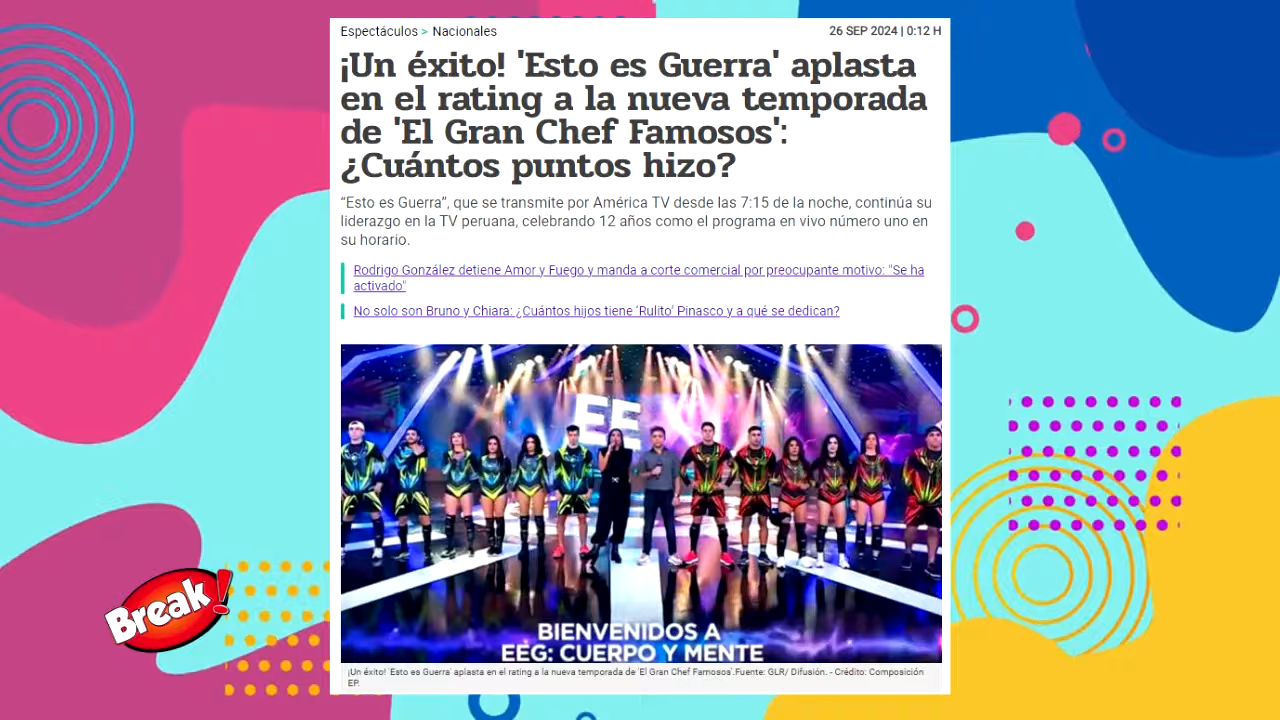 Espectáculos > Nacionales
26 SEP 2024 | 0:12 H
¡Un éxito! 'Esto es Guerra' aplasta
en el rating a la nueva temporada
de 'El Gran Chef Famosos':
¿Cuántos puntos hizo?
“Esto es Guerra”, que se transmite por América TV desde las 7:15 de la noche, continúa su
liderazgo en la TV peruana, celebrando 12 años como el programa en vivo número uno en
su horario.
Rodrigo González detiene Amor y Fuego y manda a corte comercial por preocupante motivo: "Se ha
activado"
No solo son Bruno y Chiara: ¿Cuántos hijos tiene 'Rulito' Pinasco y a qué se dedican?
EE
BIENVENIDOS A
EEG: CUERPO Y MENTE
¡Un éxito! 'Esto es Guerra' aplasta en el rating a la nueva temporada de 'El Gran Chef Famosos'.Fuente: GLR/ Difusión. - Crédito: Composición
EP.
Break!